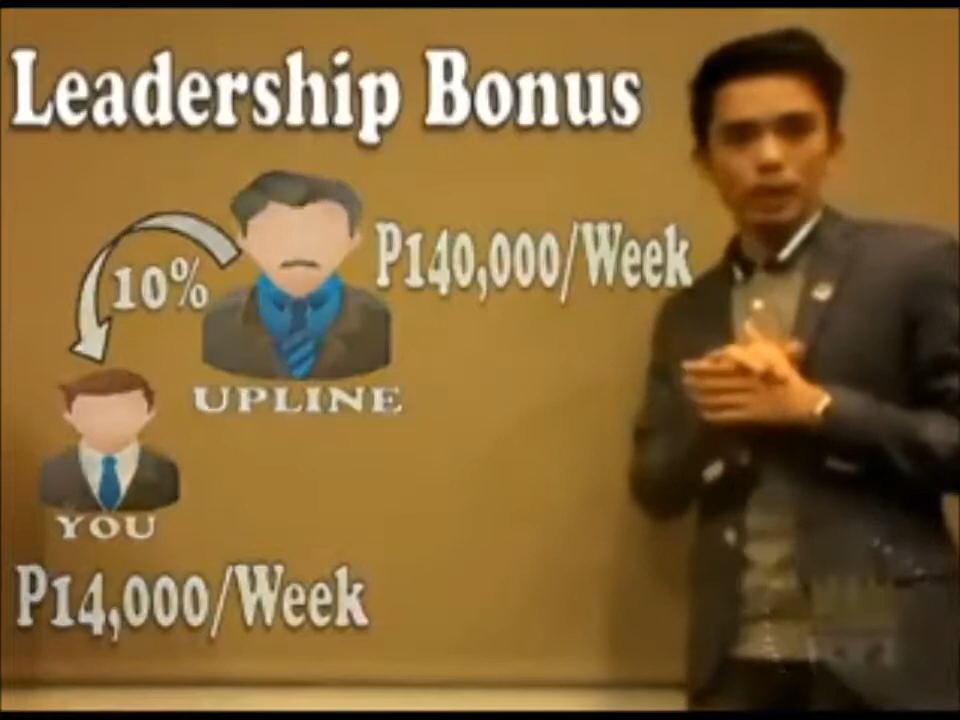 Leadership Bonus
P140,000/Week
10%
UPLINE
YOU
P14,000/Week